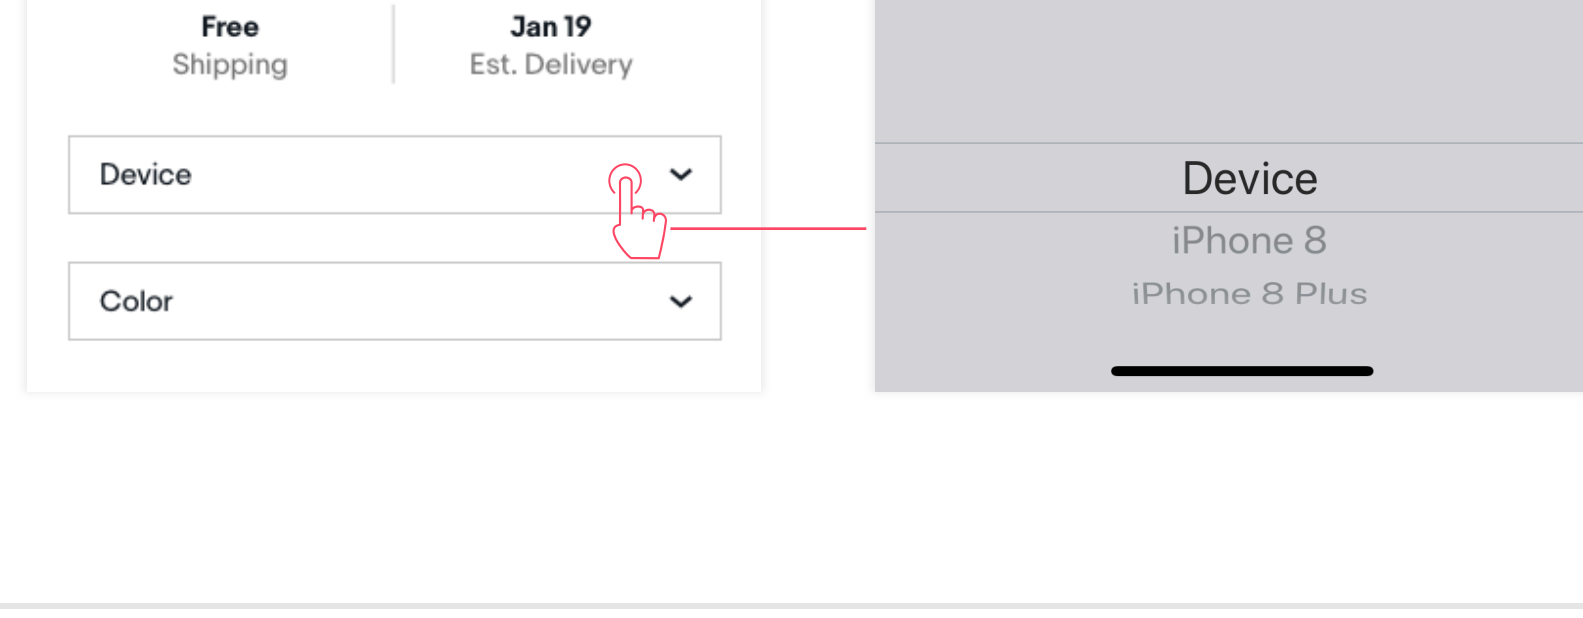 Free
Shipping
Jan 19
Est. Delivery
Device
Color
Device
iPhone 8
iPhone 8 Plus